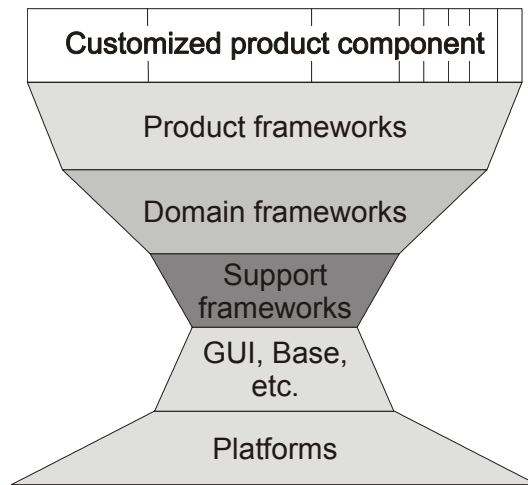 Customized product component
Product frameworks
Domain frameworks
Support
frameworks
GUI, Base,
etc.
Platforms